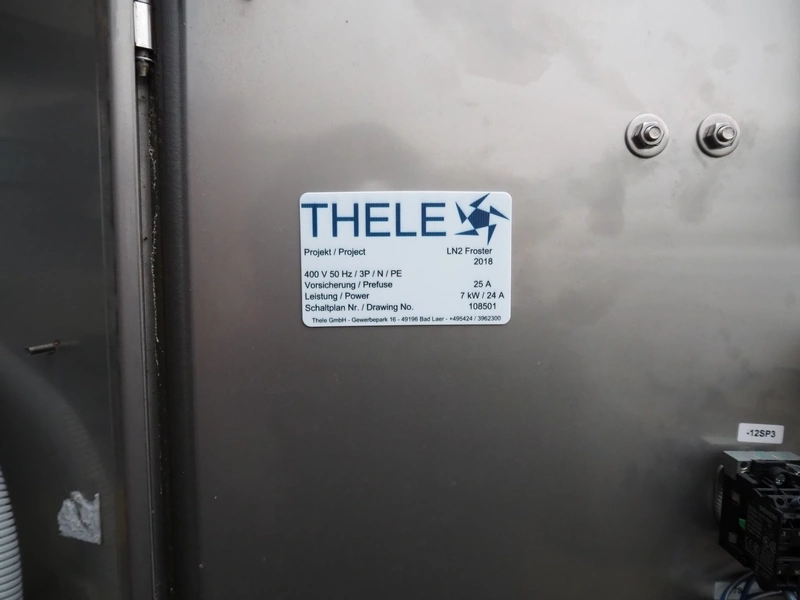 THELE
Projekt / Project LN2 Froster
2018
400 V 50 Hz / 3P / N / PE
Vorsicherung / Prefuse 25 A
Leistung / Power 7 kW / 24 A
Schaltplan Nr. / Drawing No. 108501
Thele GmbH - Gewerbepark 16 - 49196 Bad Laer - +495424 / 3962300
-12SP3